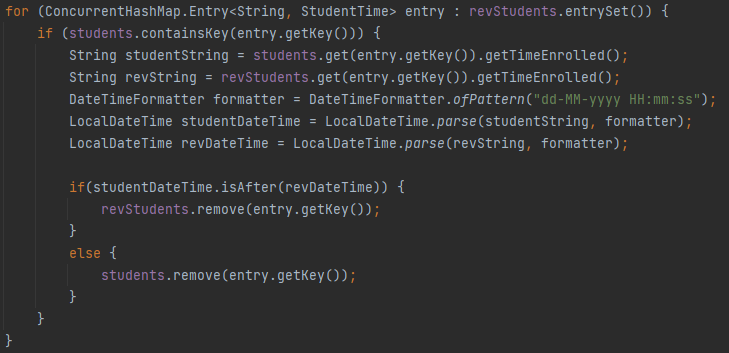 for (ConcurrentHashMap.Entry<String, StudentTime> entry : revStudents.entrySet()) {
    if (students.containsKey(entry.getKey())) {
        String studentString = students.get(entry.getKey()).getTimeEnrolled();
        String revString = revStudents.get(entry.getKey()).getTimeEnrolled();
        DateTimeFormatter formatter = DateTimeFormatter.ofPattern("dd-MM-yyyy HH:mm:ss");
        LocalDateTime studentDateTime = LocalDateTime.parse(studentString, formatter);
        LocalDateTime revDateTime = LocalDateTime.parse(revString, formatter);

        if(studentDateTime.isAfter(revDateTime)) {
            revStudents.remove(entry.getKey());
        }
        else {
            students.remove(entry.getKey());
        }
    }
}